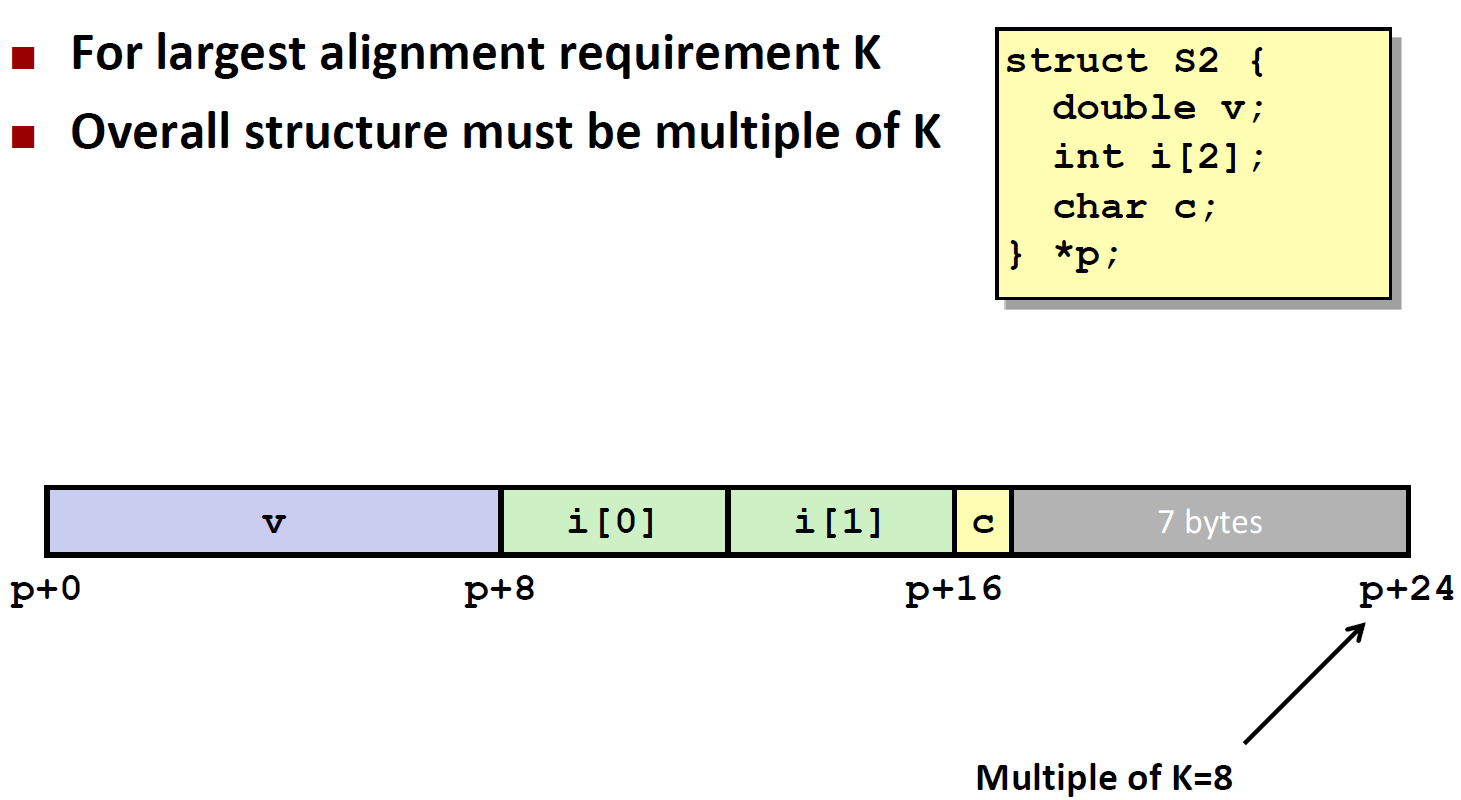 For largest alignment requirement K
Overall structure must be multiple of K
struct S2 {
  double v;
  int i[2];
  char c;
} *p;
v i[0] i[1] c 7 bytes
p+0 p+8 p+16 p+24
Multiple of K=8